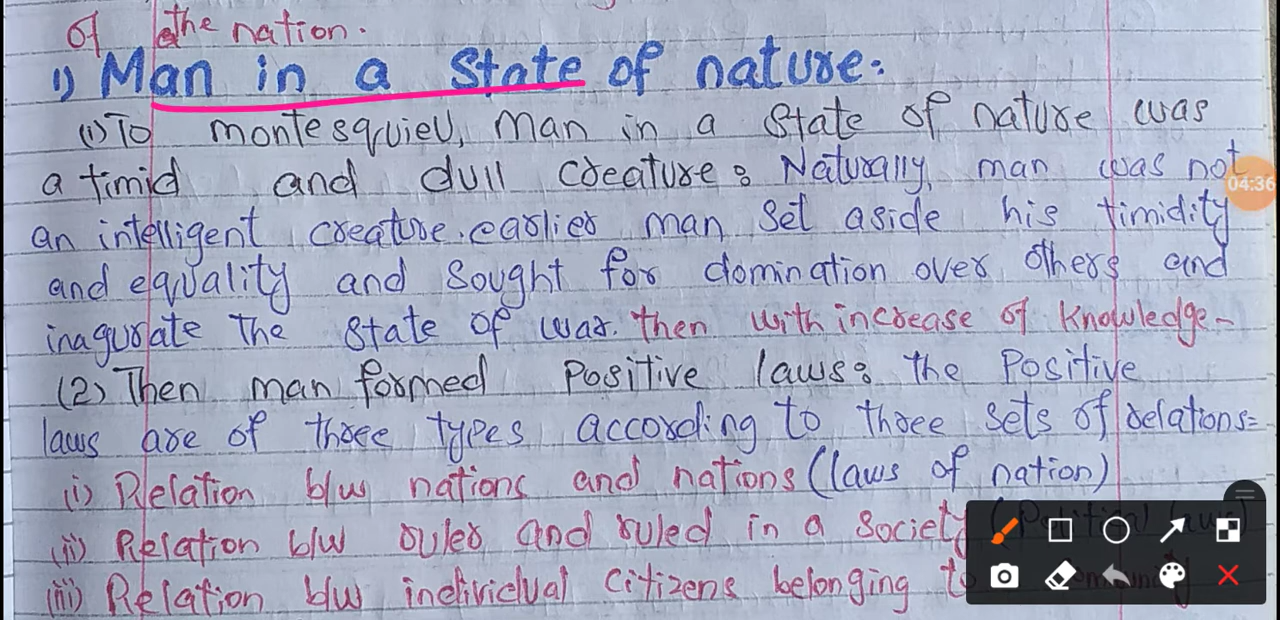 of the nation.
1) Man in a State of nature:
(1) To montesquieu, man in a State of nature was
a timid and dull creature: Naturally, man was not
04:36
an intelligent creature. earlier man set aside his timidity
and equality and sought for domination over others and
inagurate the State of war. then with increase of knowledge-
(2) Then man formed Positive laws: the Positive
laws are of three types according to three sets of relations=
(i) Relation b/w nations and nations (laws of nation)
(ii) Relation b/w ruler and ruled in a society
(iii) Relation b/w individual citizens belonging